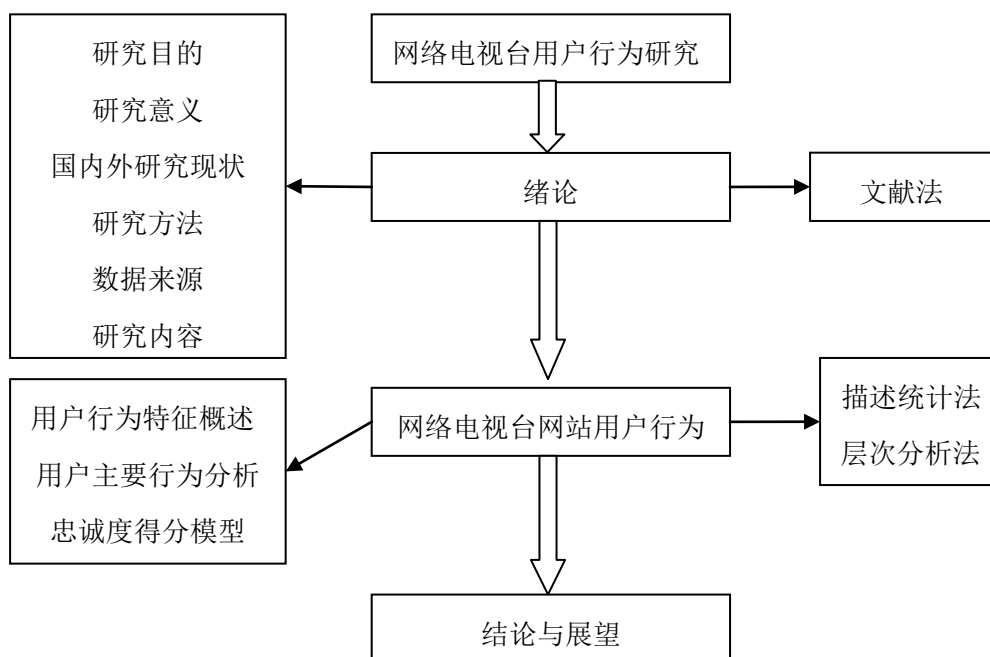 网络电视台用户行为研究
研究目的
研究意义
国内外研究现状
研究方法
数据来源
研究内容
绪论
文献法
用户行为特征概述
用户主要行为分析
忠诚度得分模型
网络电视台网站用户行为
描述统计法
层次分析法
结论与展望